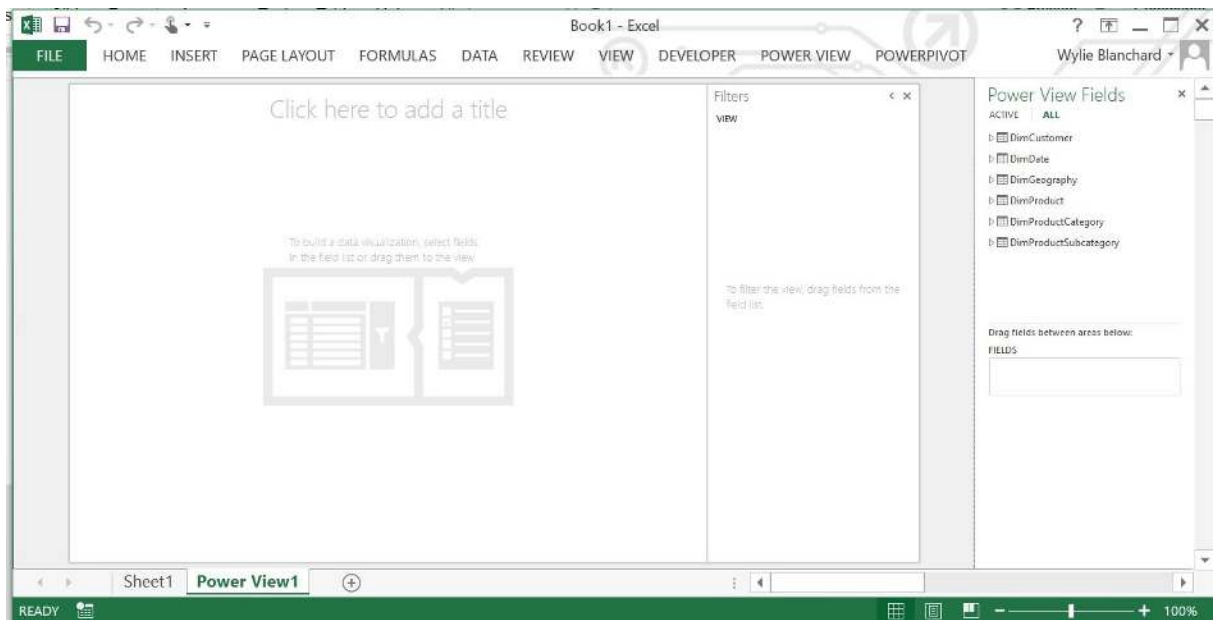 Book1 - Excel
?
FILE HOME INSERT PAGE LAYOUT FORMULAS DATA REVIEW VIEW DEVELOPER POWER VIEW POWERPIVOT Wylie Blanchard
Click here to add a title
To build a data visualization, select fields
in the field list or drag them to the view
Filters
VIEW
To filter the view, drag fields from the
field list.
Power View Fields
ACTIVE ALL
DimCustomer
DimDate
DimGeography
DimProduct
DimProductCategory
DimProductSubcategory
Drag fields between areas below:
FIELDS
Sheet1 Power View1
READY 100%